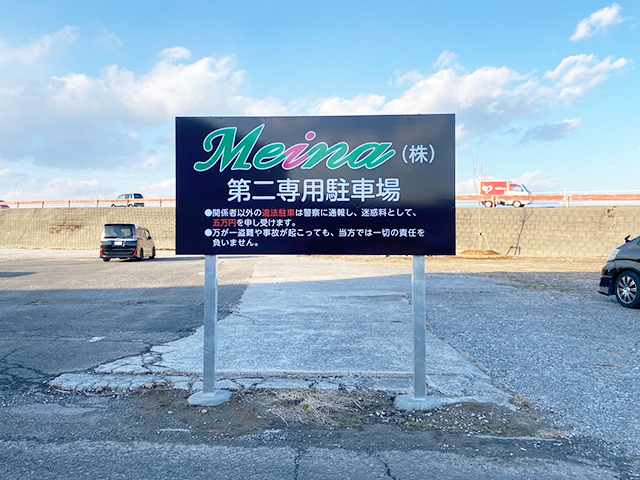 Meina（株）
第二専用駐車場
●関係者以外の違法駐車は警察に通報し、迷惑料として、
五万円を申し受けます。
●万が一盗難や事故が起こっても、当方では一切の責任を
負いません。